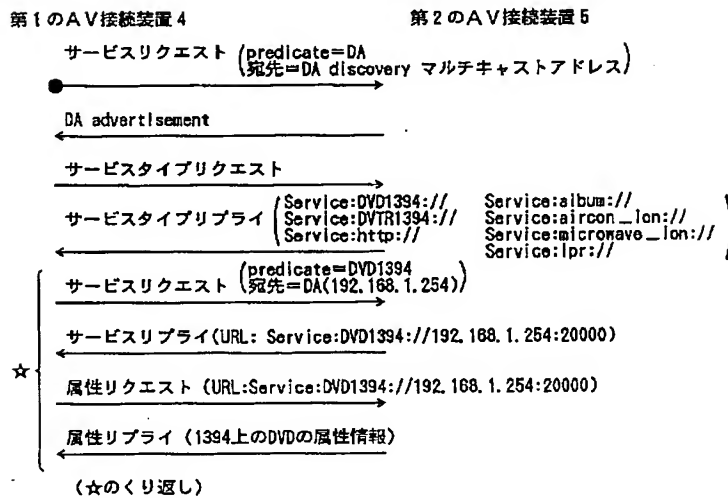 第1のAV接続装置4 第2のAV接続装置5
サービスリクエスト (predicate=DA
宛先=DA discovery マルチキャストアドレス)
DA advertisement
サービスタイプリクエスト
サービスタイプリプライ (Service:DVD1394:// Service:album://
Service:DVTR1394:// Service:aircon_lon://
Service:http:// Service:microwave_lon://
Service:lpr://
サービスリクエスト (predicate=DVD1394
宛先=DA(192.168.1.254))
サービスリプライ(URL: Service:DVD1394://192.168.1.254:20000)
☆
属性リクエスト (URL:Service:DVD1394://192.168.1.254:20000)
属性リプライ (1394上のDVDの属性情報)
(☆のくり返し)